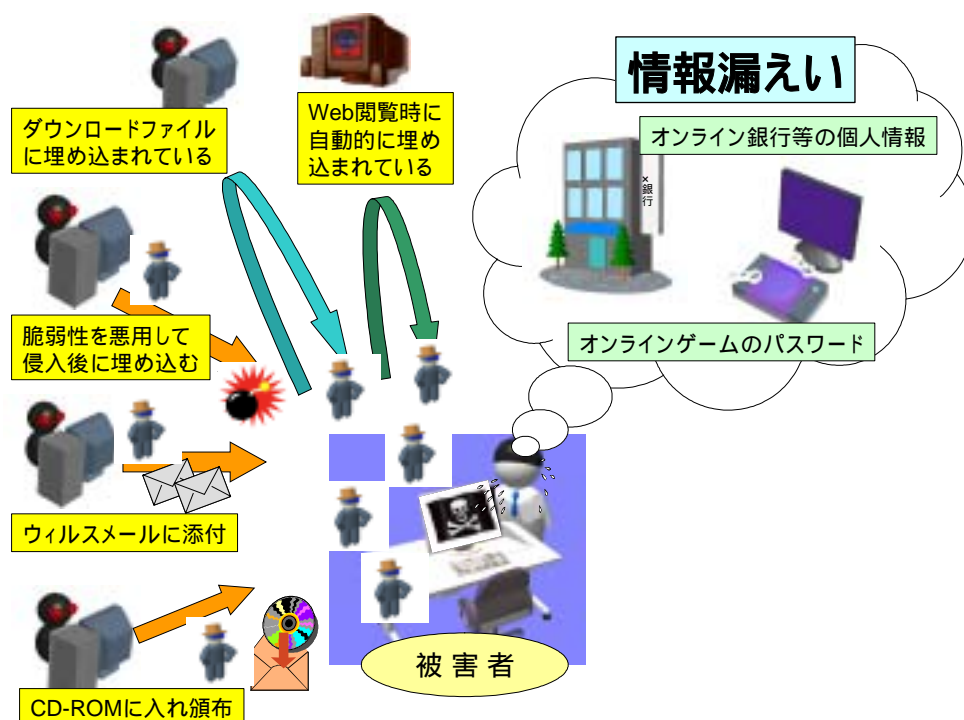 ダウンロードファイル
に埋め込まれている
Web閲覧時に
自動的に埋め
込まれている
脆弱性を悪用して
侵入後に埋め込む
ウィルスメールに添付
CD-ROMに入れ頒布
情報漏えい
オンライン銀行等の個人情報
×銀行
オンラインゲームのパスワード
被害者